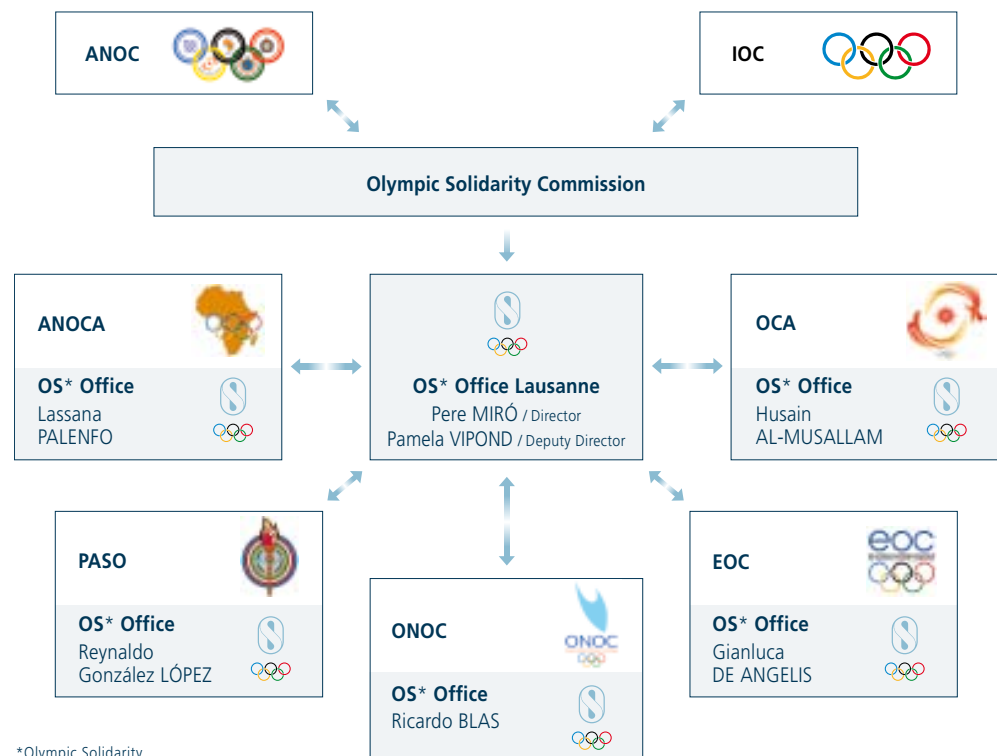 ANOC
IOC
Olympic Solidarity Commission
ANOCA
OS* Office
Lassana
PALENFO
OS* Office Lausanne
Pere MIRÓ / Director
Pamela VIPOND / Deputy Director
OCA
OS* Office
Husain
AL-MUSALLAM
PASO
OS* Office
Reynaldo
González LÓPEZ
ONOC
ONOC
OS* Office
Ricardo BLAS
EOC
eoc
OS* Office
Gianluca
DE ANGELIS
*Olympic Solidarity